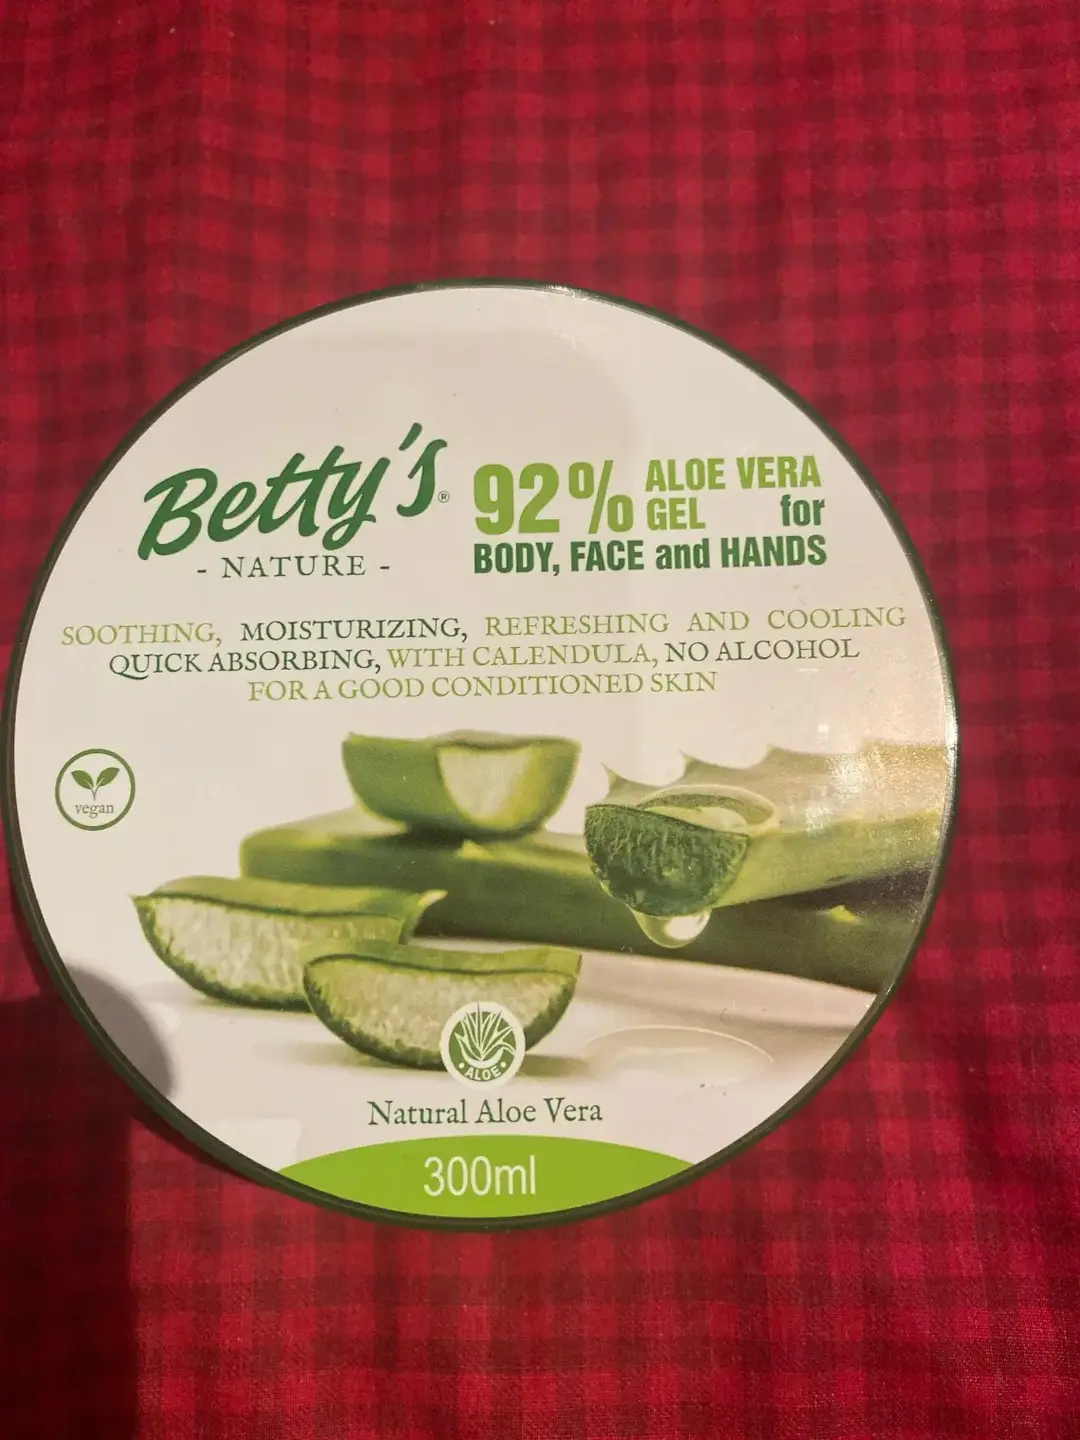 Betty's®
- NATURE -
92% ALOE VERA
GEL for
BODY, FACE and HANDS
SOOTHING, MOISTURIZING, REFRESHING AND COOLING
QUICK ABSORBING, WITH CALENDULA, NO ALCOHOL
FOR A GOOD CONDITIONED SKIN
vegan
• ALOE •
Natural Aloe Vera
300ml